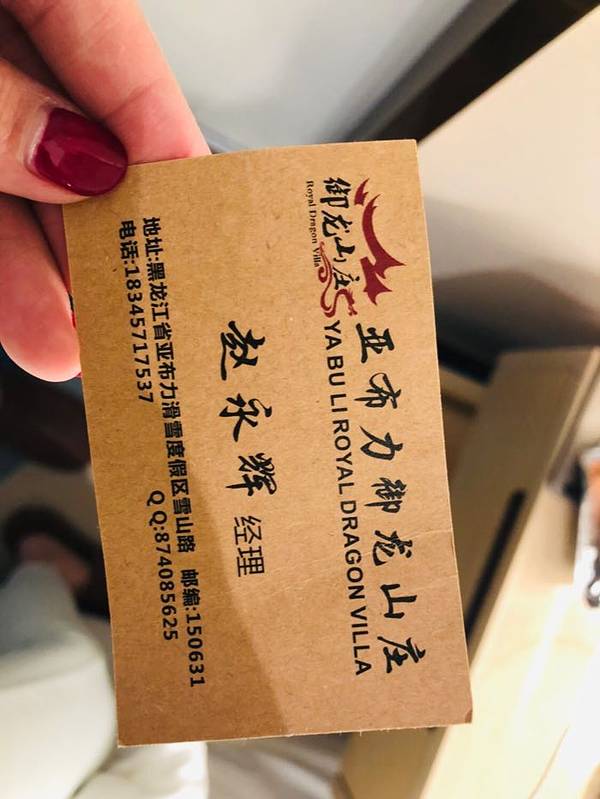 御龙山庄
Royal Dragon Villa
亚布力御龙山庄
YA BU LI ROYAL DRAGON VILLA
赵永辉 经理
地址:黑龙江省亚布力滑雪度假区雪山路 邮编:150631
电话:18345717537 QQ:874085625